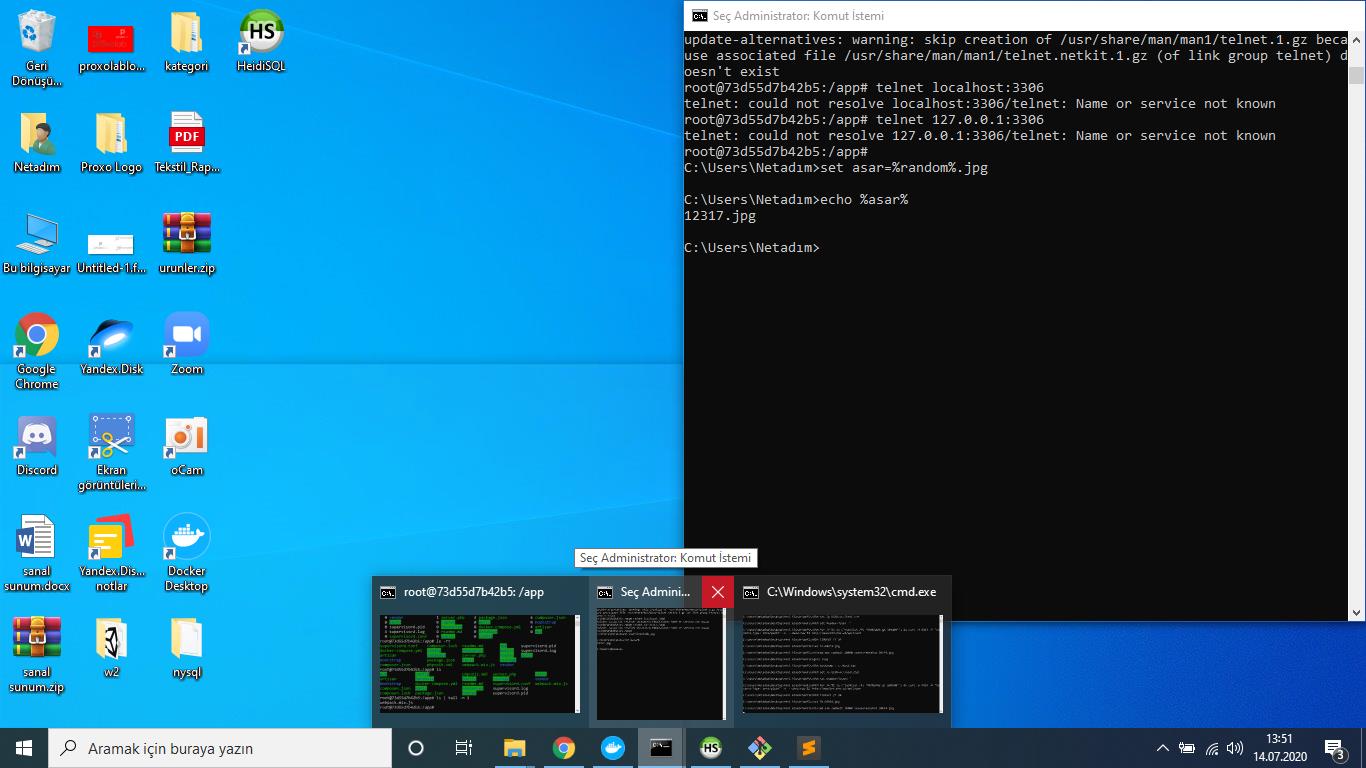 Geri
Dönüşü...
proxolablo...
kategori
HeidiSQL
Netadım
Proxo Logo
PDF
Tekstil_Rap...
Bu bilgisayar
Untitled-1.f...
urunler.zip
Google
Chrome
Yandex.Disk
Zoom
Discord
Ekran
görüntüleri...
oCam
sanal
sunum.docx
Yandex.Dis...
notlar
Docker
Desktop
sanal
sunum.zip
w2
nysql
Seç Administrator: Komut İstemi
update-alternatives: warning: skip creation of /usr/share/man/man1/telnet.1.gz beca
use associated file /usr/share/man/man1/telnet.netkit.1.gz (of link group telnet) d
oesn't exist
root@73d55d7b42b5:/app# telnet localhost:3306
telnet: could not resolve localhost:3306/telnet: Name or service not known
root@73d55d7b42b5:/app# telnet 127.0.0.1:3306
telnet: could not resolve 127.0.0.1:3306/telnet: Name or service not known
root@73d55d7b42b5:/app#
C:\Users\Netadım>set asar=%random%.jpg
C:\Users\Netadım>echo %asar%
12317.jpg
C:\Users\Netadım>
Seç Administrator: Komut İstemi
root@73d55d7b42b5: /app
Seç Admini...
C:\Windows\system32\cmd.exe
Aramak için buraya yazın
HS
13:51
14.07.2020
3